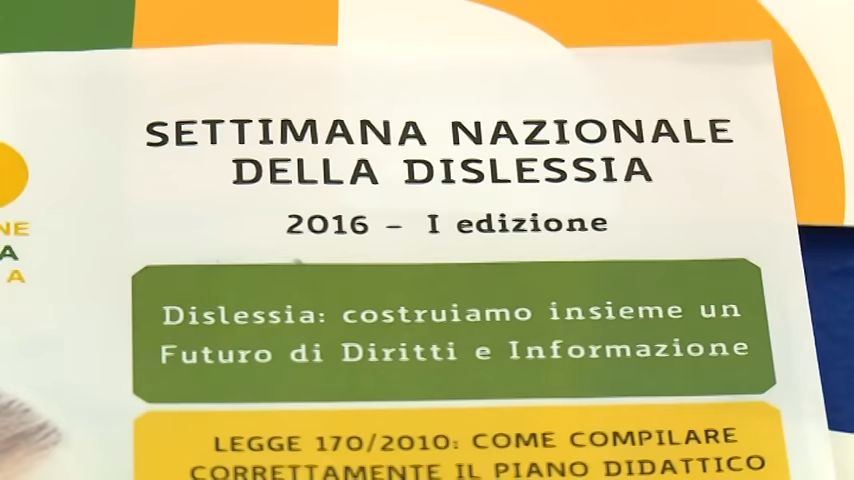 SETTIMANA NAZIONALE
DELLA DISLESSIA
2016 – I edizione
NE
A
A
Dislessia: costruiamo insieme un
Futuro di Diritti e Informazione
LEGGE 170/2010: COME COMPILARE
CORRETTAMENTE IL PIANO DIDATTICO